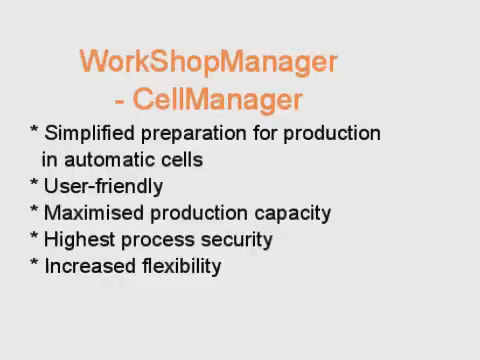 WorkShopManager
- CellManager
* Simplified preparation for production
in automatic cells
* User-friendly
* Maximised production capacity
* Highest process security
* Increased flexibility